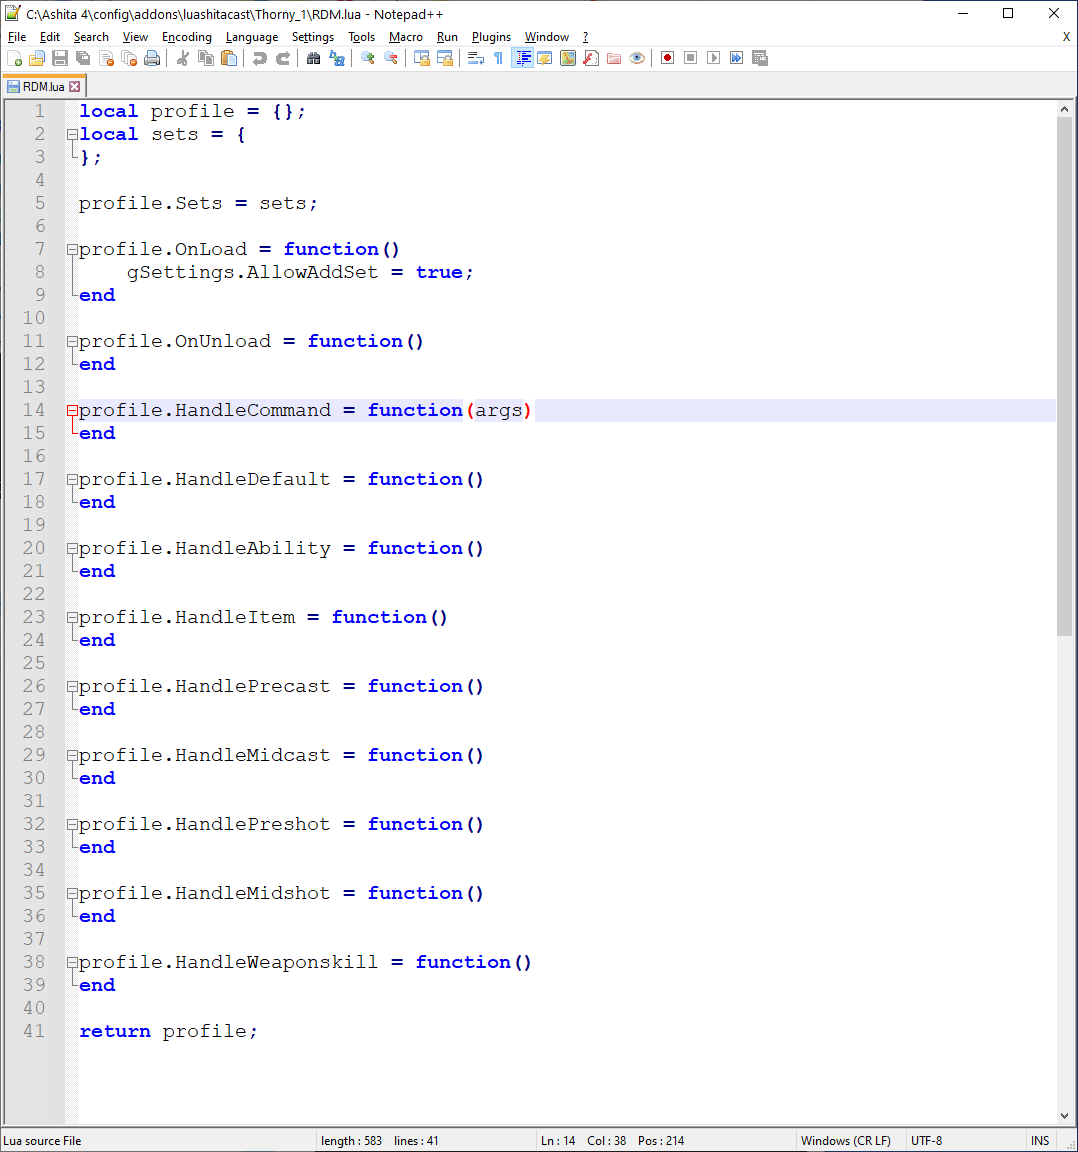 C:\Ashita 4\config\addons\luashitacast\Thorny_1\RDM.lua - Notepad++
File Edit Search View Encoding Language Settings Tools Macro Run Plugins Window ? X
RDM.lua
1 local profile = {};
2 local sets = {
3 };
4
5 profile.Sets = sets;
6
7 profile.OnLoad = function()
8     gSettings.AllowAddSet = true;
9 end
10
11 profile.OnUnload = function()
12 end
13
14 profile.HandleCommand = function(args)
15 end
16
17 profile.HandleDefault = function()
18 end
19
20 profile.HandleAbility = function()
21 end
22
23 profile.HandleItem = function()
24 end
25
26 profile.HandlePrecast = function()
27 end
28
29 profile.HandleMidcast = function()
30 end
31
32 profile.HandlePreshot = function()
33 end
34
35 profile.HandleMidshot = function()
36 end
37
38 profile.HandleWeaponskill = function()
39 end
40
41 return profile;
Lua source File length : 583 lines : 41 Ln : 14 Col : 38 Pos : 214 Windows (CR LF) UTF-8 INS